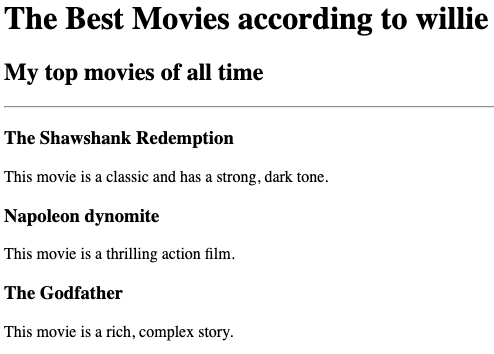 The Best Movies according to willie
My top movies of all time
The Shawshank Redemption
This movie is a classic and has a strong, dark tone.
Napoleon dynomite
This movie is a thrilling action film.
The Godfather
This movie is a rich, complex story.